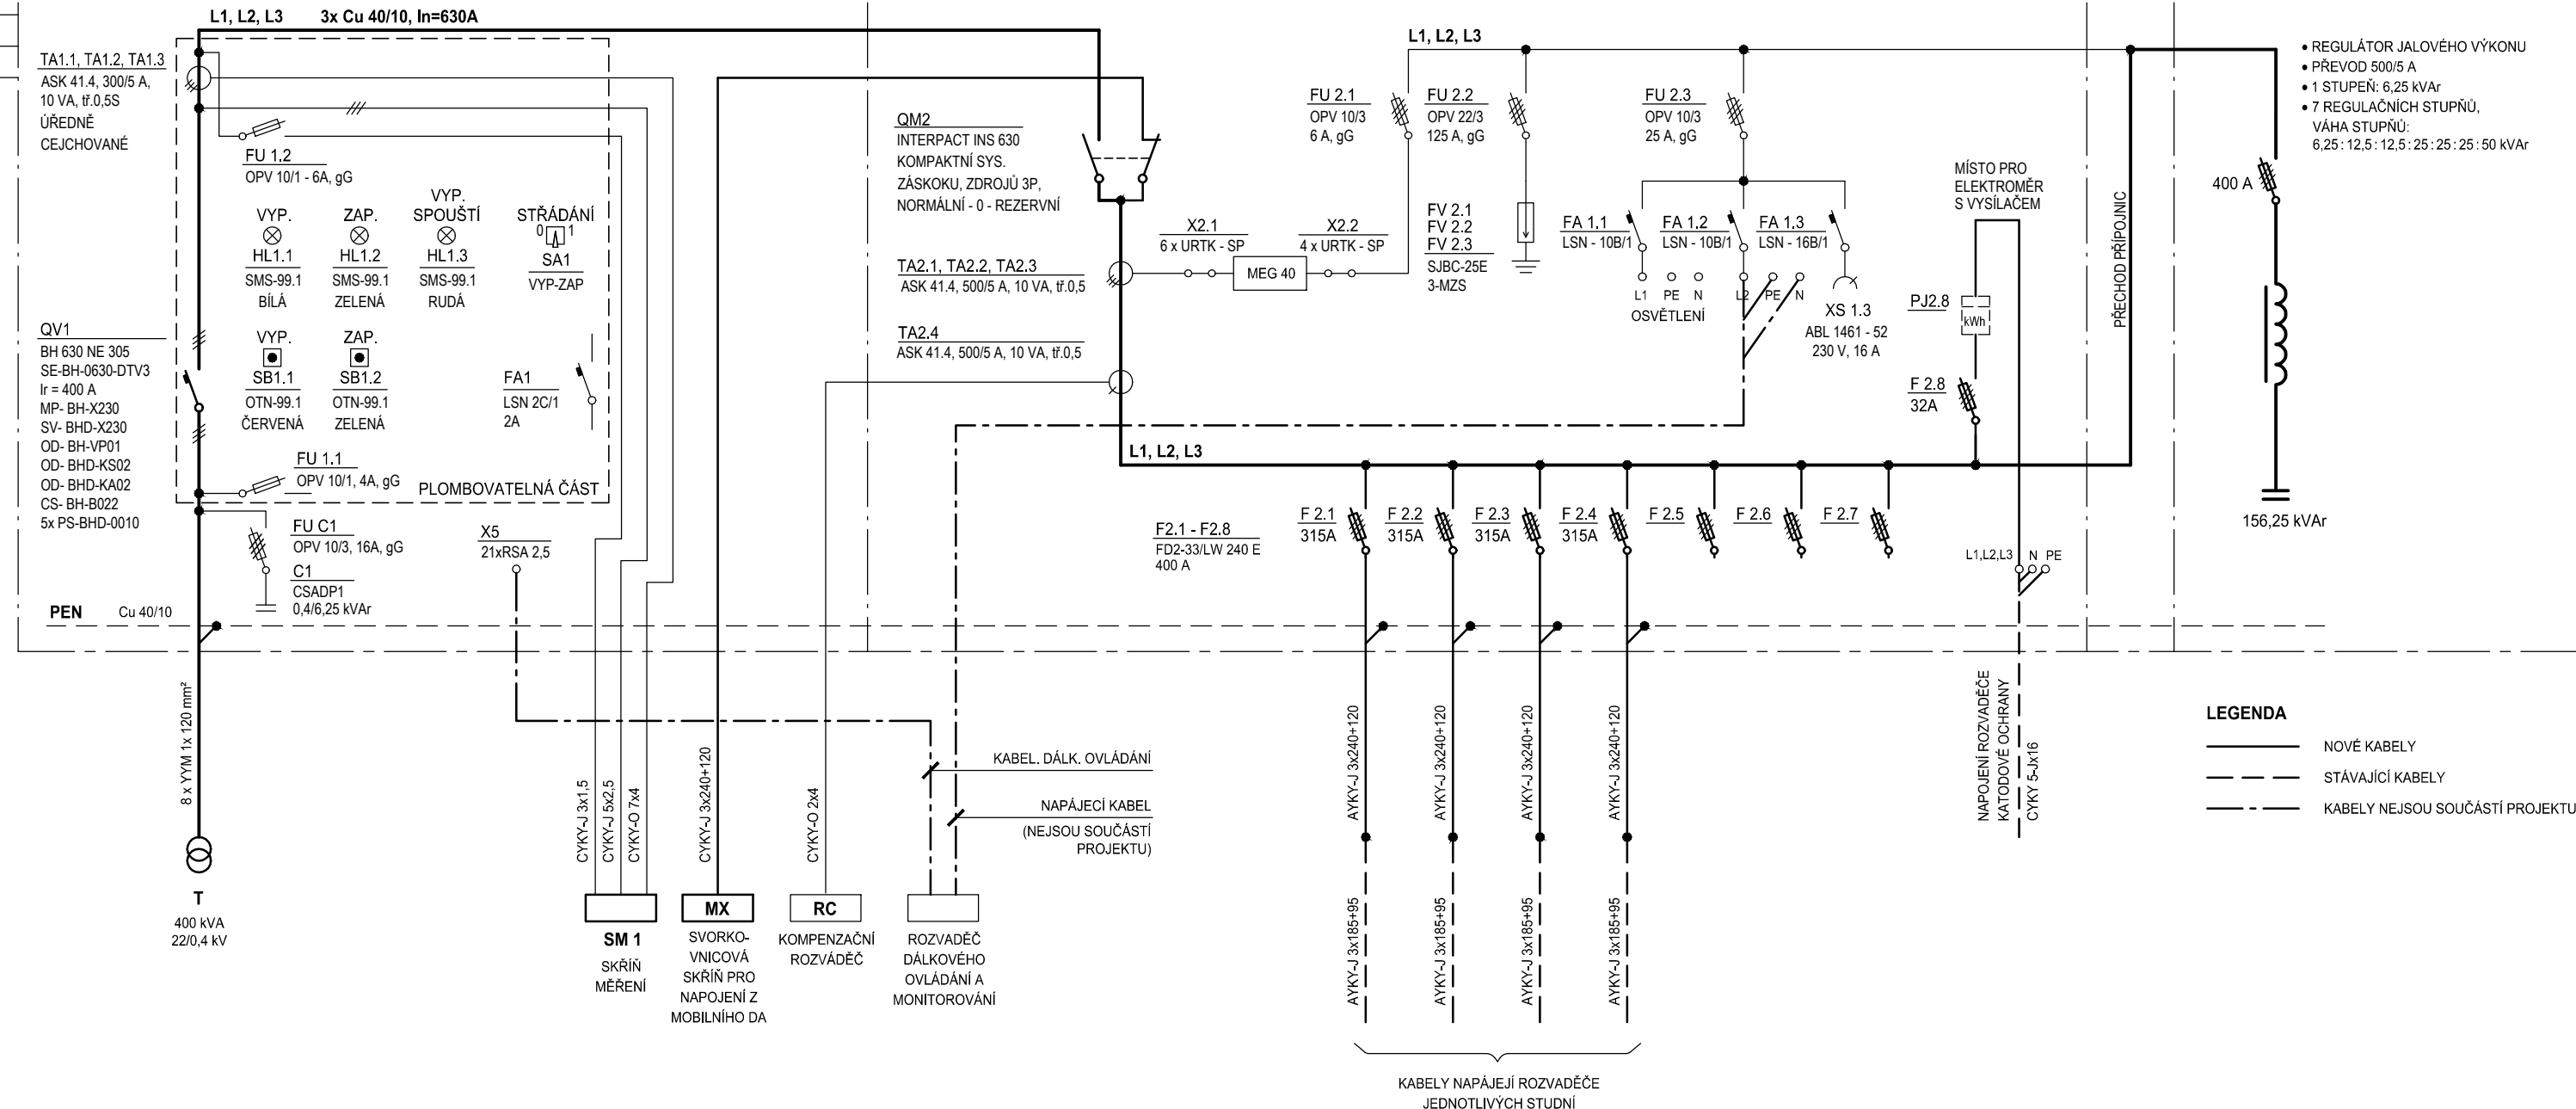 L1, L2, L3 3x Cu 40/10, In=630A
TA1.1, TA1.2, TA1.3
ASK 41.4, 300/5 A,
10 VA, tř.0,5S
ÚŘEDNĚ
CEJCHOVANÉ
FU 1.2
OPV 10/1 - 6A, gG
VYP.
HL1.1
SMS-99.1
BÍLÁ
ZAP.
HL1.2
SMS-99.1
ZELENÁ
VYP.
SPOUŠTÍ
HL1.3
SMS-99.1
RUDÁ
STŘÁDÁNÍ
0 1
SA1
VYP-ZAP
QV1
BH 630 NE 305
SE-BH-0630-DTV3
Ir = 400 A
MP- BH-X230
SV- BHD-X230
OD- BH-VP01
OD- BHD-KS02
OD- BHD-KA02
CS- BH-B022
5x PS-BHD-0010
VYP.
SB1.1
OTN-99.1
ČERVENÁ
ZAP.
SB1.2
OTN-99.1
ZELENÁ
FA1
LSN 2C/1
2A
FU 1.1
OPV 10/1, 4A, gG
PLOMBOVATELNÁ ČÁST
FU C1
OPV 10/3, 16A, gG
C1
CSADP1
0,4/6,25 kVAr
X5
21xRSA 2,5
PEN Cu 40/10
8 x YYM 1x 120 mm²
T
400 kVA
22/0,4 kV
CYKY-J 3x1,5
CYKY-J 5x2,5
CYKY-O 7x4
CYKY-J 3x240+120
CYKY-O 2x4
SM 1
SKŘÍŇ
MĚŘENÍ
MX
SVORKO-
VNICOVÁ
SKŘÍŇ PRO
NAPOJENÍ Z
MOBILNÍHO DA
RC
KOMPENZAČNÍ
ROZVÁDĚČ
ROZVADĚČ
DÁLKOVÉHO
OVLÁDÁNÍ A
MONITOROVÁNÍ
KABEL. DÁLK. OVLÁDÁNÍ
NAPÁJECÍ KABEL
(NEJSOU SOUČÁSTÍ
PROJEKTU)
QM2
INTERPACT INS 630
KOMPAKTNÍ SYS.
ZÁSKOKU, ZDROJŮ 3P,
NORMÁLNÍ - 0 - REZERVNÍ
TA2.1, TA2.2, TA2.3
ASK 41.4, 500/5 A, 10 VA, tř.0,5
TA2.4
ASK 41.4, 500/5 A, 10 VA, tř.0,5
X2.1
6 x URTK - SP
MEG 40
X2.2
4 x URTK - SP
L1, L2, L3
FU 2.1
OPV 10/3
6 A, gG
FU 2.2
OPV 22/3
125 A, gG
FU 2.3
OPV 10/3
25 A, gG
FV 2.1
FV 2.2
FV 2.3
SJBC-25E
3-MZS
FA 1.1
LSN - 10B/1
FA 1.2
LSN - 10B/1
FA 1.3
LSN - 16B/1
L1 PE N
OSVĚTLENÍ
L2 PE N
XS 1.3
ABL 1461 - 52
230 V, 16 A
MÍSTO PRO
ELEKTROMĚR
S VYSÍLAČEM
PJ2.8
kWh
F 2.8
32A
PŘECHOD PŘÍPOJNIC
L1, L2, L3
F2.1 - F2.8
FD2-33/LW 240 E
400 A
F 2.1
315A
F 2.2
315A
F 2.3
315A
F 2.4
315A
F 2.5
F 2.6
F 2.7
L1,L2,L3 N PE
AYKY-J 3x240+120
AYKY-J 3x240+120
AYKY-J 3x240+120
AYKY-J 3x240+120
AYKY-J 3x185+95
AYKY-J 3x185+95
AYKY-J 3x185+95
AYKY-J 3x185+95
KABELY NAPÁJEJÍ ROZVADĚČE
JEDNOTLIVÝCH STUDNÍ
NAPOJENÍ ROZVADĚČE
KATODOVÉ OCHRANY
CYKY 5-Jx16
• REGULÁTOR JALOVÉHO VÝKONU
• PŘEVOD 500/5 A
• 1 STUPEŇ: 6,25 kVAr
• 7 REGULAČNÍCH STUPŇŮ,
VÁHA STUPŇŮ:
6,25 : 12,5 : 12,5 : 25 : 25 : 25 : 50 kVAr
400 A
156,25 kVAr
LEGENDA
NOVÉ KABELY
STÁVAJÍCÍ KABELY
KABELY NEJSOU SOUČÁSTÍ PROJEKTU